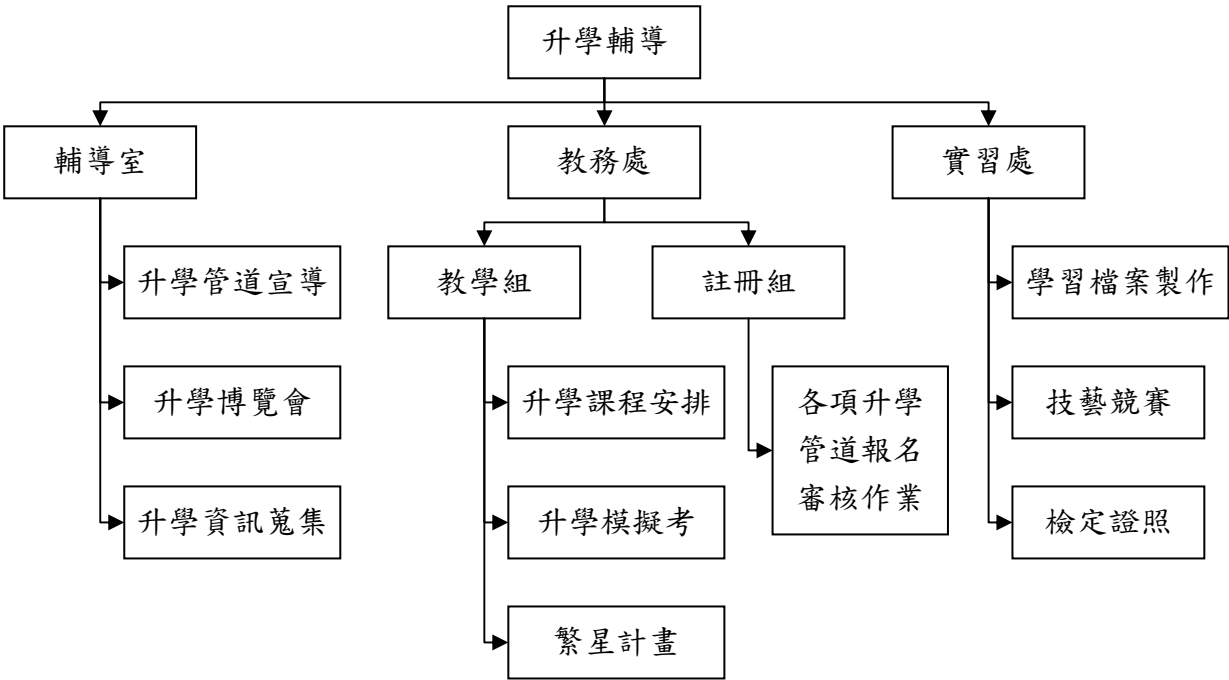 升學輔導
輔導室
教務處
實習處
升學管道宣導
教學組
註冊組
學習檔案製作
升學博覽會
升學課程安排
各項升學
管道報名
審核作業
技藝競賽
升學資訊蒐集
升學模擬考
檢定證照
繁星計畫